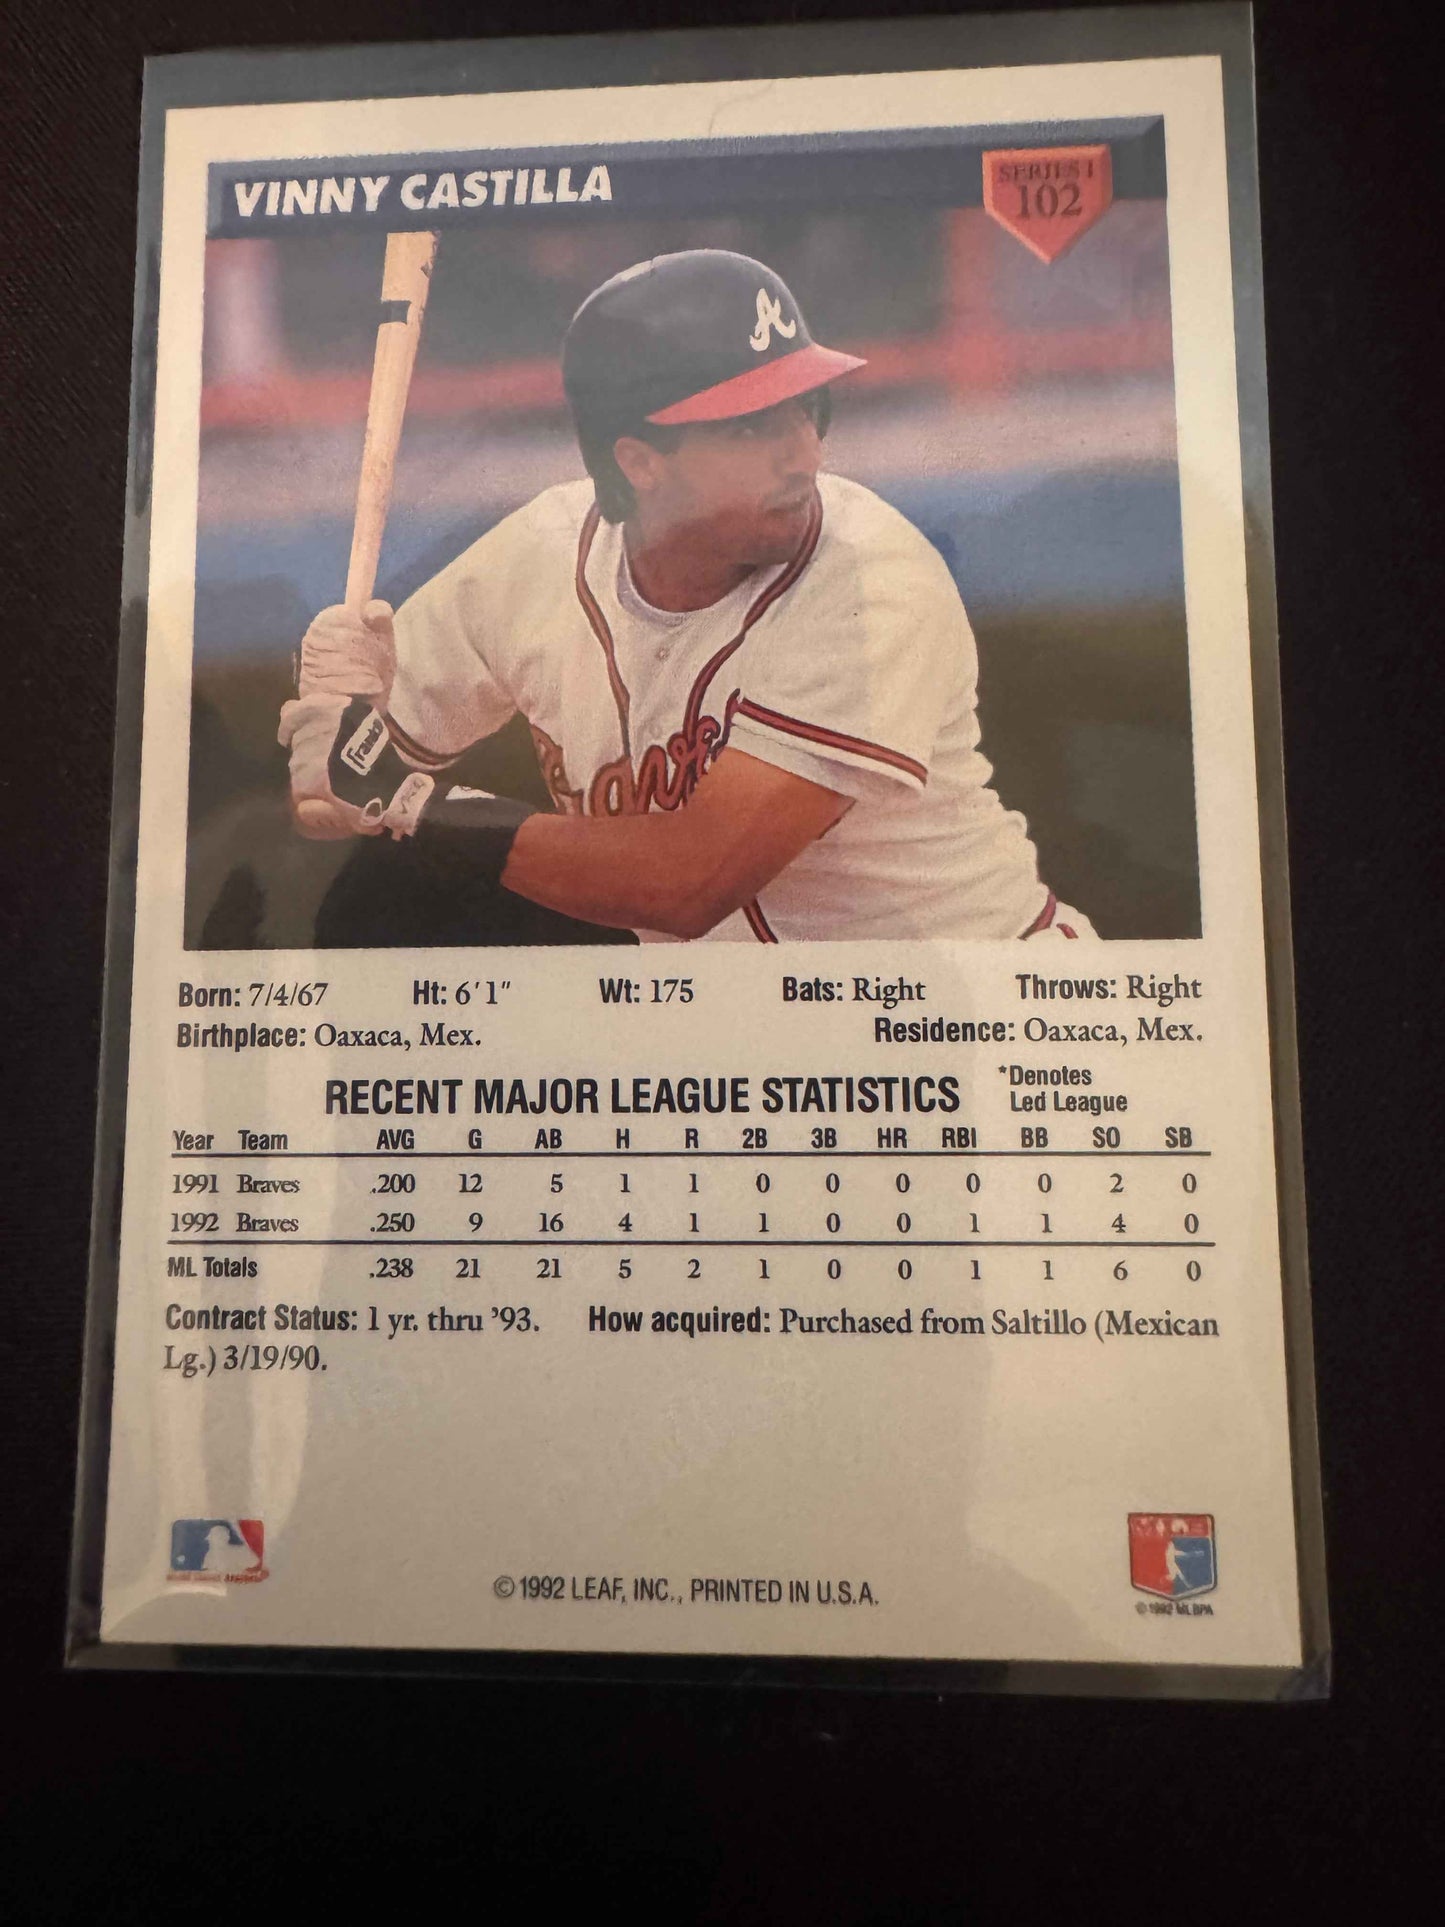 VINNY CASTILLA
SERIES I
102
A
Franklin
Braves
Born: 7/4/67 Ht: 6'1" Wt: 175 Bats: Right Throws: Right
Birthplace: Oaxaca, Mex. Residence: Oaxaca, Mex.
RECENT MAJOR LEAGUE STATISTICS
*Denotes
Led League
Year Team AVG G AB H R 2B 3B HR RBI BB SO SB
1991 Braves .200 12 5 1 1 0 0 0 0 0 2 0
1992 Braves .250 9 16 4 1 1 0 0 1 1 4 0
ML Totals .238 21 21 5 2 1 0 0 1 1 6 0
Contract Status: 1 yr. thru ’93. How acquired: Purchased from Saltillo (Mexican
Lg.) 3/19/90.
©1992 LEAF, INC., PRINTED IN U.S.A.
© 1992 MLBPA